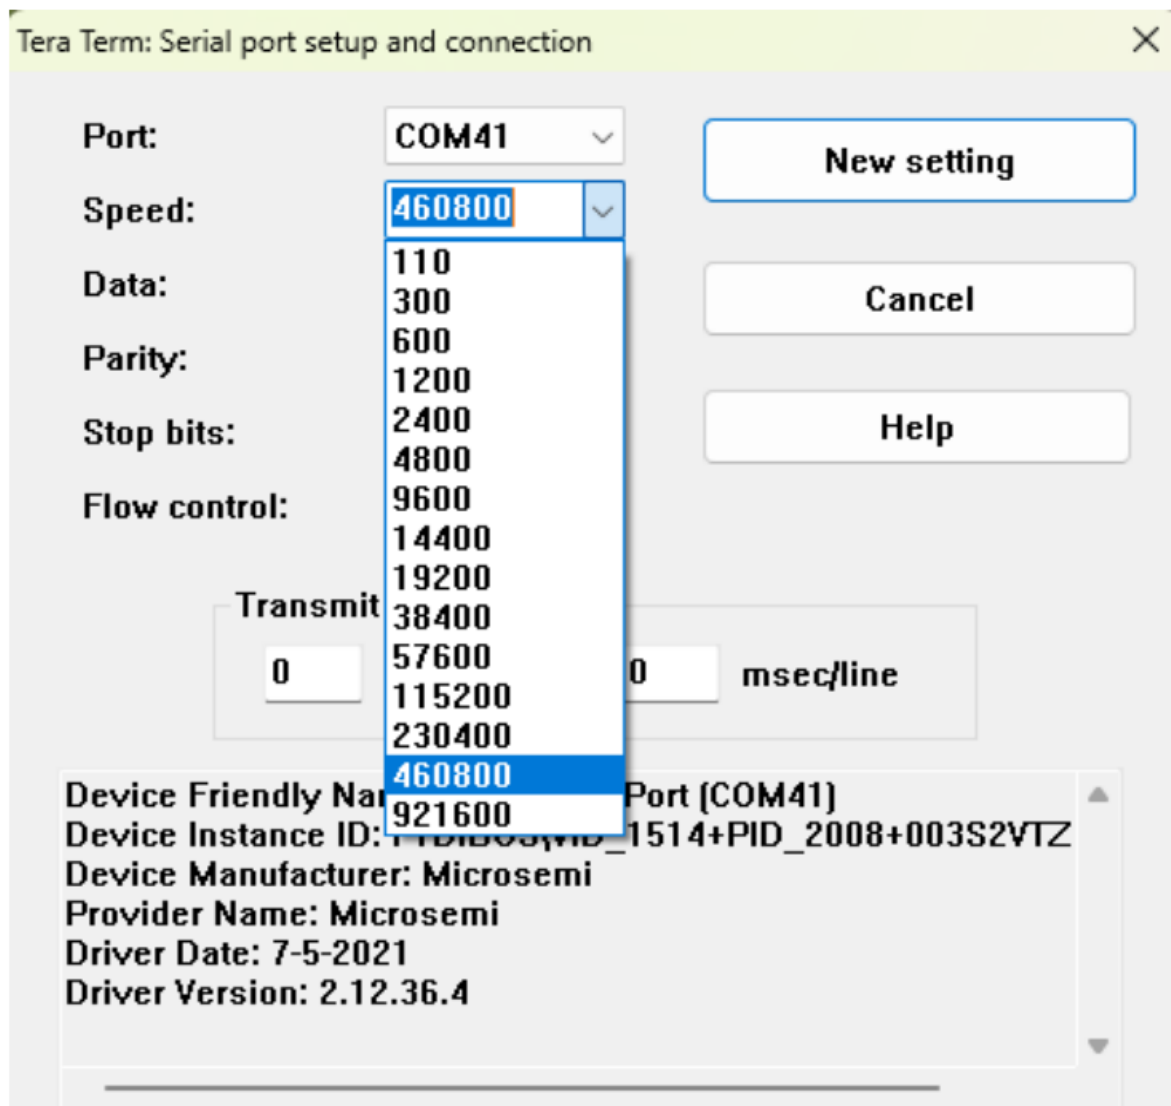 Tera Term: Serial port setup and connection
Port: COM41
New setting
Speed: 460800
110
Data:
300
Cancel
600
Parity:
1200
2400
Stop bits:
4800
Help
9600
Flow control:
14400
19200
Transmit
38400
57600
0
0 msec/line
115200
230400
460800
921600
Device Friendly Port (COM41)
Device Instance ID: 1514+PID_2008+003S2VTZ
Device Manufacturer: Microsemi
Provider Name: Microsemi
Driver Date: 7-5-2021
Driver Version: 2.12.36.4